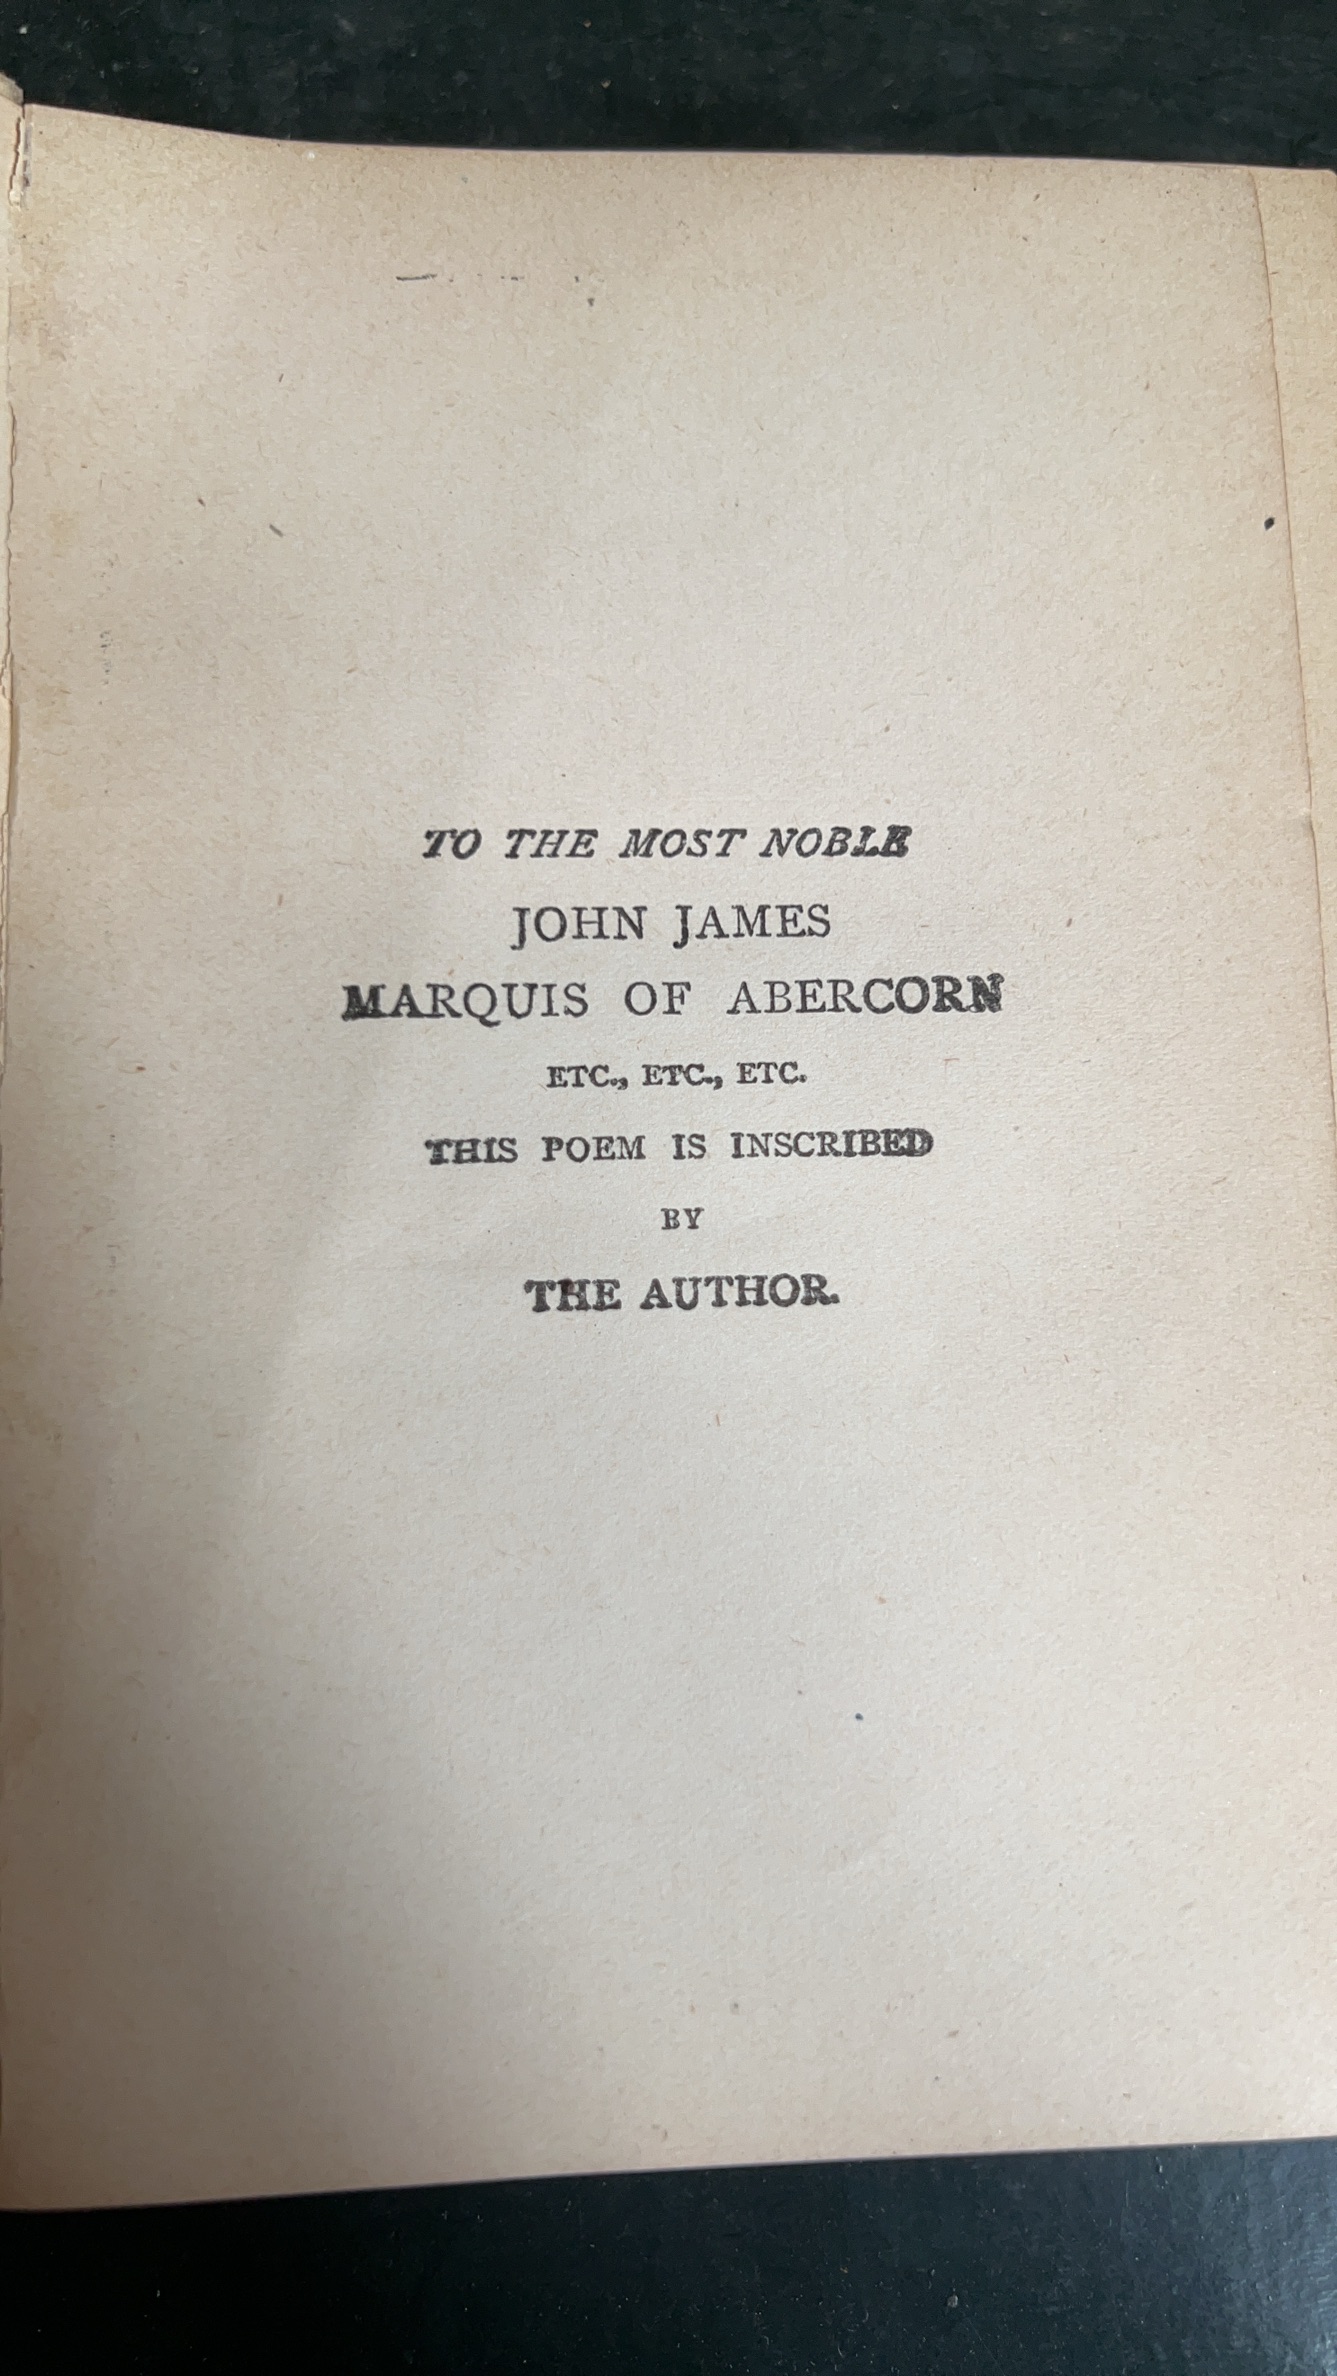 TO THE MOST NOBLE
JOHN JAMES
MARQUIS OF ABERCORN
ETC., ETC., ETC.
THIS POEM IS INSCRIBED
BY
THE AUTHOR.